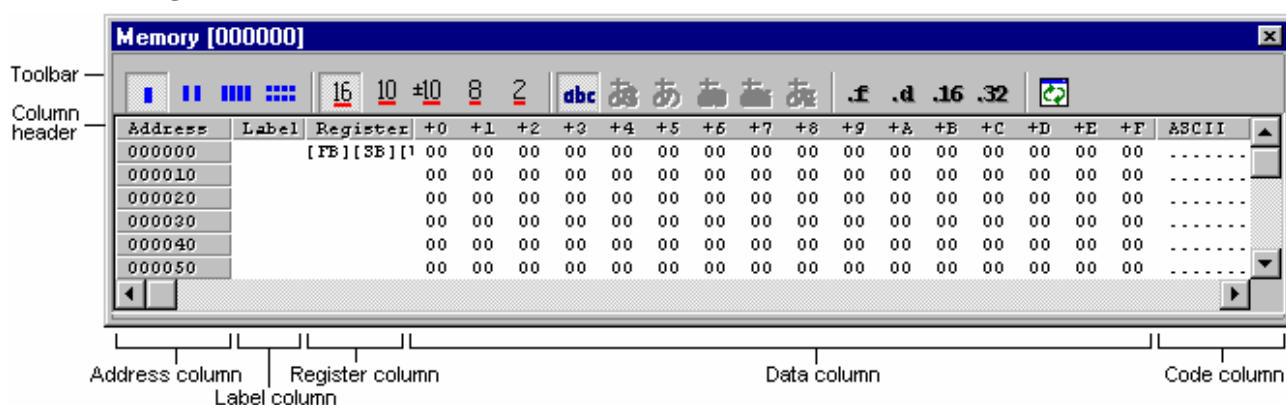 Memory [000000]
Toolbar
16 10 ±10 8 2 abc あ .f .d .16 .32
Column
header
Address Label Register +0 +1 +2 +3 +4 +5 +6 +7 +8 +9 +A +B +C +D +E +F ASCII
000000 [FB][SB][ 00 00 00 00 00 00 00 00 00 00 00 00 00 00 00 00 .......
000010 00 00 00 00 00 00 00 00 00 00 00 00 00 00 00 00 .......
000020 00 00 00 00 00 00 00 00 00 00 00 00 00 00 00 00 .......
000030 00 00 00 00 00 00 00 00 00 00 00 00 00 00 00 00 .......
000040 00 00 00 00 00 00 00 00 00 00 00 00 00 00 00 00 .......
000050 00 00 00 00 00 00 00 00 00 00 00 00 00 00 00 00 .......
Address column Register column Data column Code column
Label column